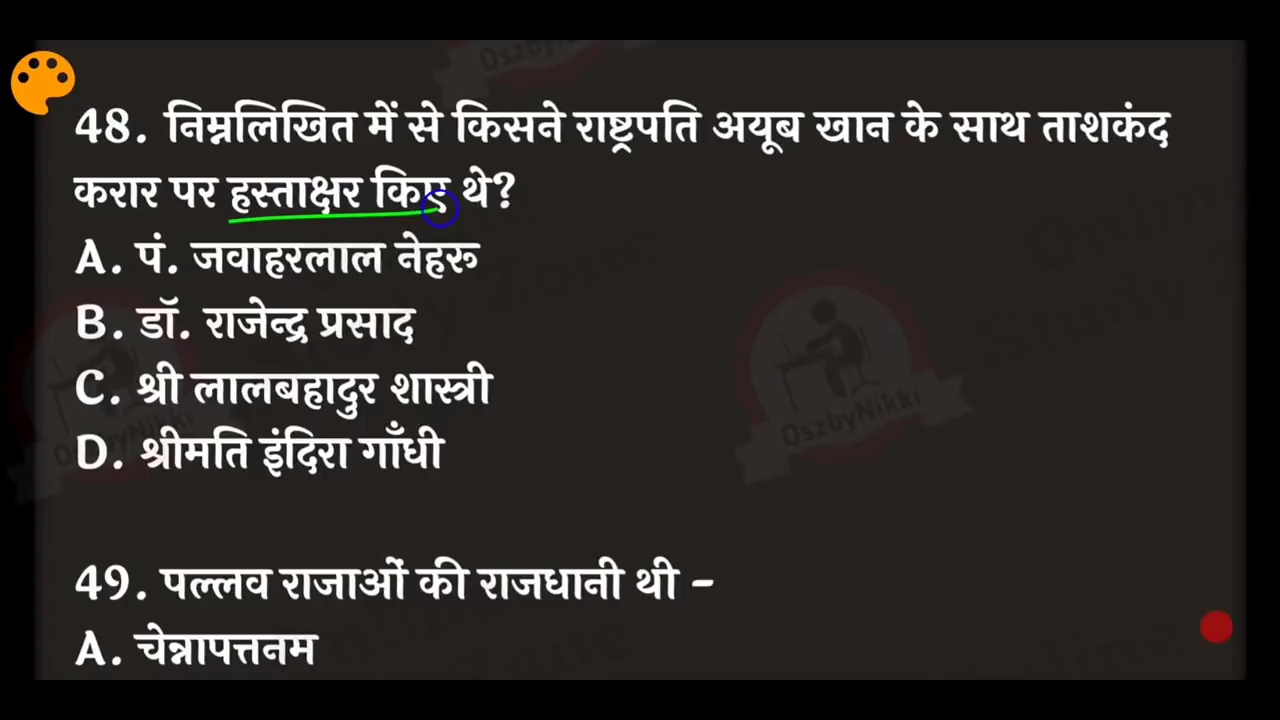 48. निम्नलिखित में से किसने राष्ट्रपति अयूब खान के साथ ताशकंद
करार पर हस्ताक्षर किए थे?
A. पं. जवाहरलाल नेहरू
B. डॉ. राजेन्द्र प्रसाद
C. श्री लालबहादुर शास्त्री
D. श्रीमति इंदिरा गाँधी
49. पल्लव राजाओं की राजधानी थी -
A. चेन्नापत्तनम
OszbyNikki